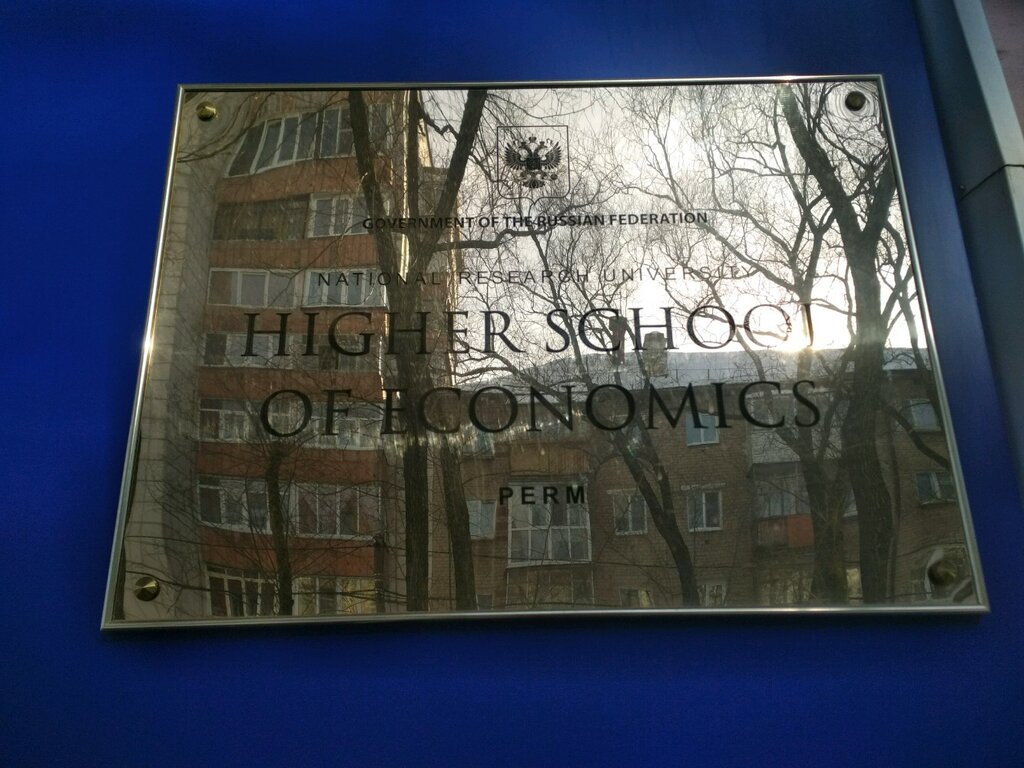 GOVERNMENT OF THE RUSSIAN FEDERATION
NATIONAL RESEARCH UNIVERSITY
HIGHER SCHOOL
OF ECONOMICS
PERM